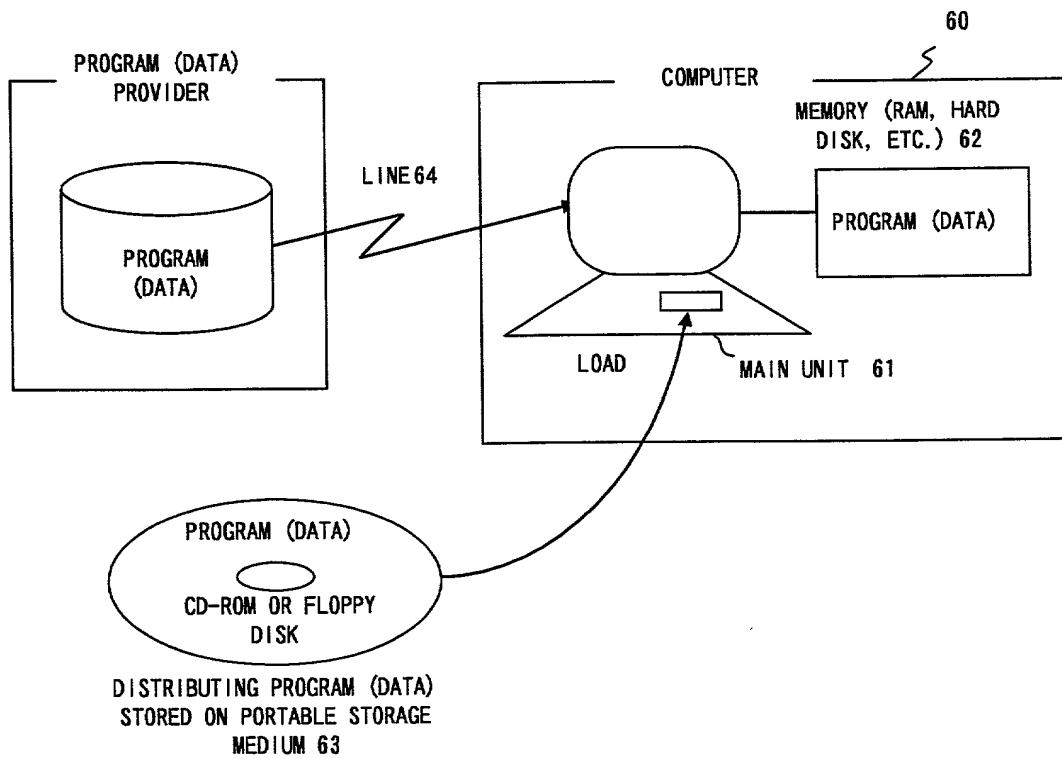 60
PROGRAM (DATA)
PROVIDER
COMPUTER
MEMORY (RAM, HARD
DISK, ETC.) 62
LINE64
PROGRAM
(DATA)
PROGRAM (DATA)
LOAD
MAIN UNIT 61
PROGRAM (DATA)
CD-ROM OR FLOPPY
DISK
DISTRIBUTING PROGRAM (DATA)
STORED ON PORTABLE STORAGE
MEDIUM 63